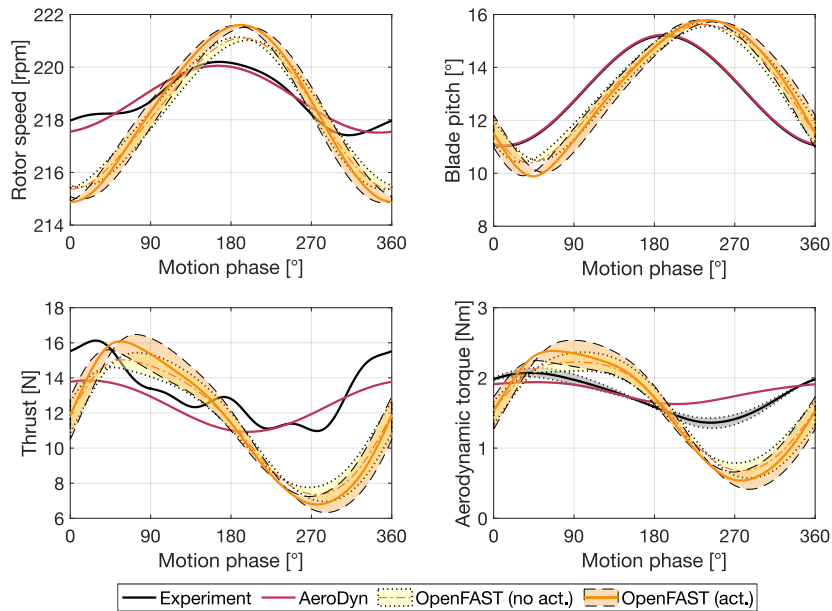 Rotor speed [rpm]
222
220
218
216
214
0 90 180 270 360
Motion phase [°]
Blade pitch [°]
16
14
12
10
8
0 90 180 270 360
Motion phase [°]
Thrust [N]
18
16
14
12
10
8
6
0 90 180 270 360
Motion phase [°]
Aerodynamic torque [Nm]
3
2
1
0
0 90 180 270 360
Motion phase [°]
Experiment AeroDyn OpenFAST (no act.) OpenFAST (act.)